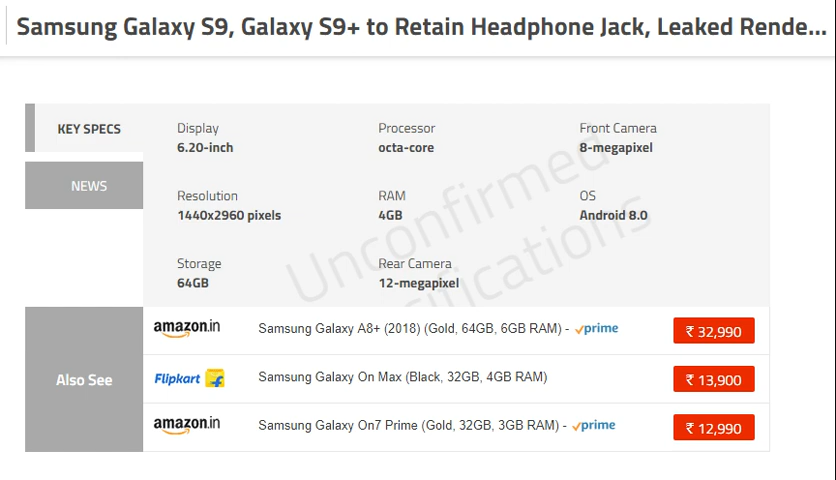 Samsung Galaxy S9, Galaxy S9+ to Retain Headphone Jack, Leaked Rende...
KEY SPECS
NEWS
Display
6.20-inch
Processor
octa-core
Front Camera
8-megapixel
Resolution
1440x2960 pixels
RAM
4GB
OS
Android 8.0
Storage
64GB
Rear Camera
12-megapixel
Unconfirmed
Also See
amazon.in
Samsung Galaxy A8+ (2018) (Gold, 64GB, 6GB RAM) - prime
₹ 32,990
Flipkart
Samsung Galaxy On Max (Black, 32GB, 4GB RAM)
₹ 13,900
amazon.in
Samsung Galaxy On7 Prime (Gold, 32GB, 3GB RAM) - prime
₹ 12,990